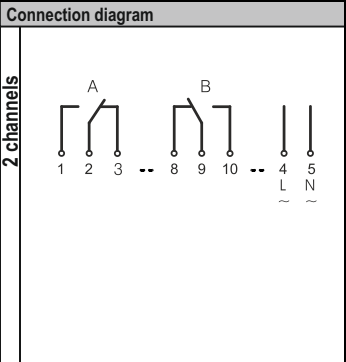 Connection diagram
2 channels
A B
1 2 3 -- 8 9 10 -- 4 5
L N
~ ~